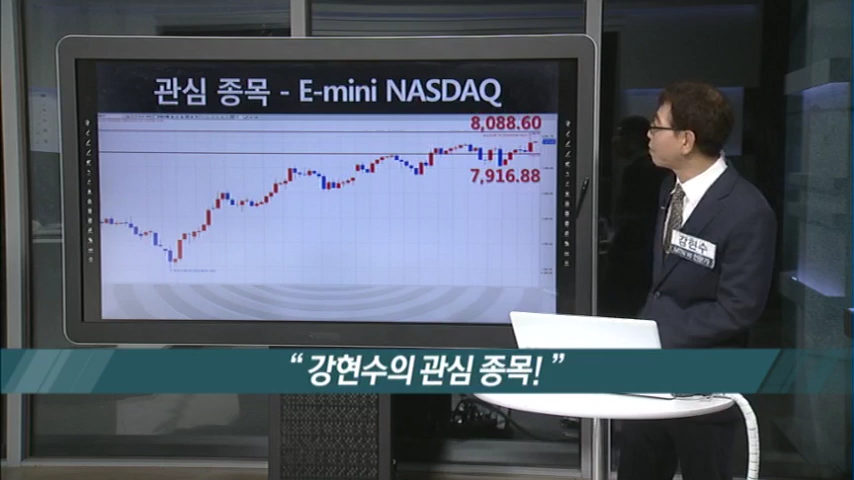 관심 종목 - E-mini NASDAQ
8,088.60
7,916.88
강현수
“ 강현수의 관심 종목! ”